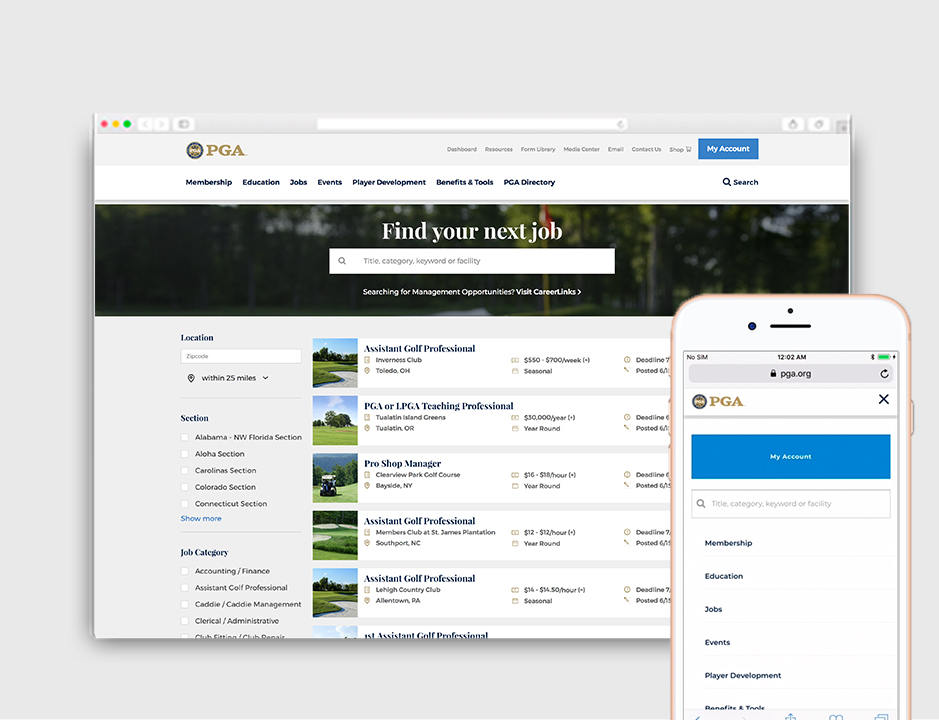 PGA
Dashboard Resources Form Library Media Center Email Contact Us Shop My Account
Membership Education Jobs Events Player Development Benefits & Tools PGA Directory Search
Find your next job
Title, category, keyword or facility
Searching for Management Opportunities? Visit CareerLinks
Location
Zipcode
within 25 miles
Section
Alabama - NW Florida Section
Aloha Section
Carolinas Section
Colorado Section
Connecticut Section
Show more
Job Category
Accounting / Finance
Assistant Golf Professional
Caddie / Caddie Management
Clerical / Administrative
Club Fitting / Club Repair
Assistant Golf Professional
Inverness Club $550 - $700/week (+) Deadline 7/
Toledo, OH Seasonal Posted 6/1
PGA or LPGA Teaching Professional
Tualatin Island Greens $30,000/year (+) Deadline 6
Tualatin, OR Year Round Posted 6/1
Pro Shop Manager
Clearview Park Golf Course $16 - $18/hour (+) Deadline
Bayside, NY Year Round Posted 6/1
Assistant Golf Professional
Members Club at St. James Plantation $12 - $12/hour (+) Deadline 7
Southport, NC Year Round Posted 6/1
Assistant Golf Professional
Lehigh Country Club $14 - $14.50/hour (+) Deadline 7
Allentown, PA Seasonal Posted 6/1
1st Assistant Golf Professional
No SIM 12:02 AM
pga.org
PGA
My Account
Title, category, keyword or facility
Membership
Education
Jobs
Events
Player Development
Benefits & Tools